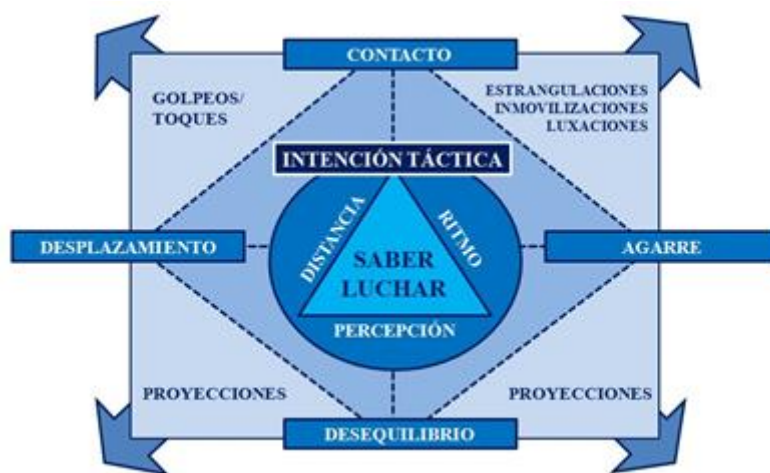 CONTACTO
GOLPEOS/
TOQUES
ESTRANGULACIONES
INMOVILIZACIONES
LUXACIONES
INTENCIÓN TÁCTICA
DISTANCIA
RITMO
DESPLAZAMIENTO
SABER
LUCHAR
AGARRE
PERCEPCIÓN
PROYECCIONES
PROYECCIONES
DESEQUILIBRIO